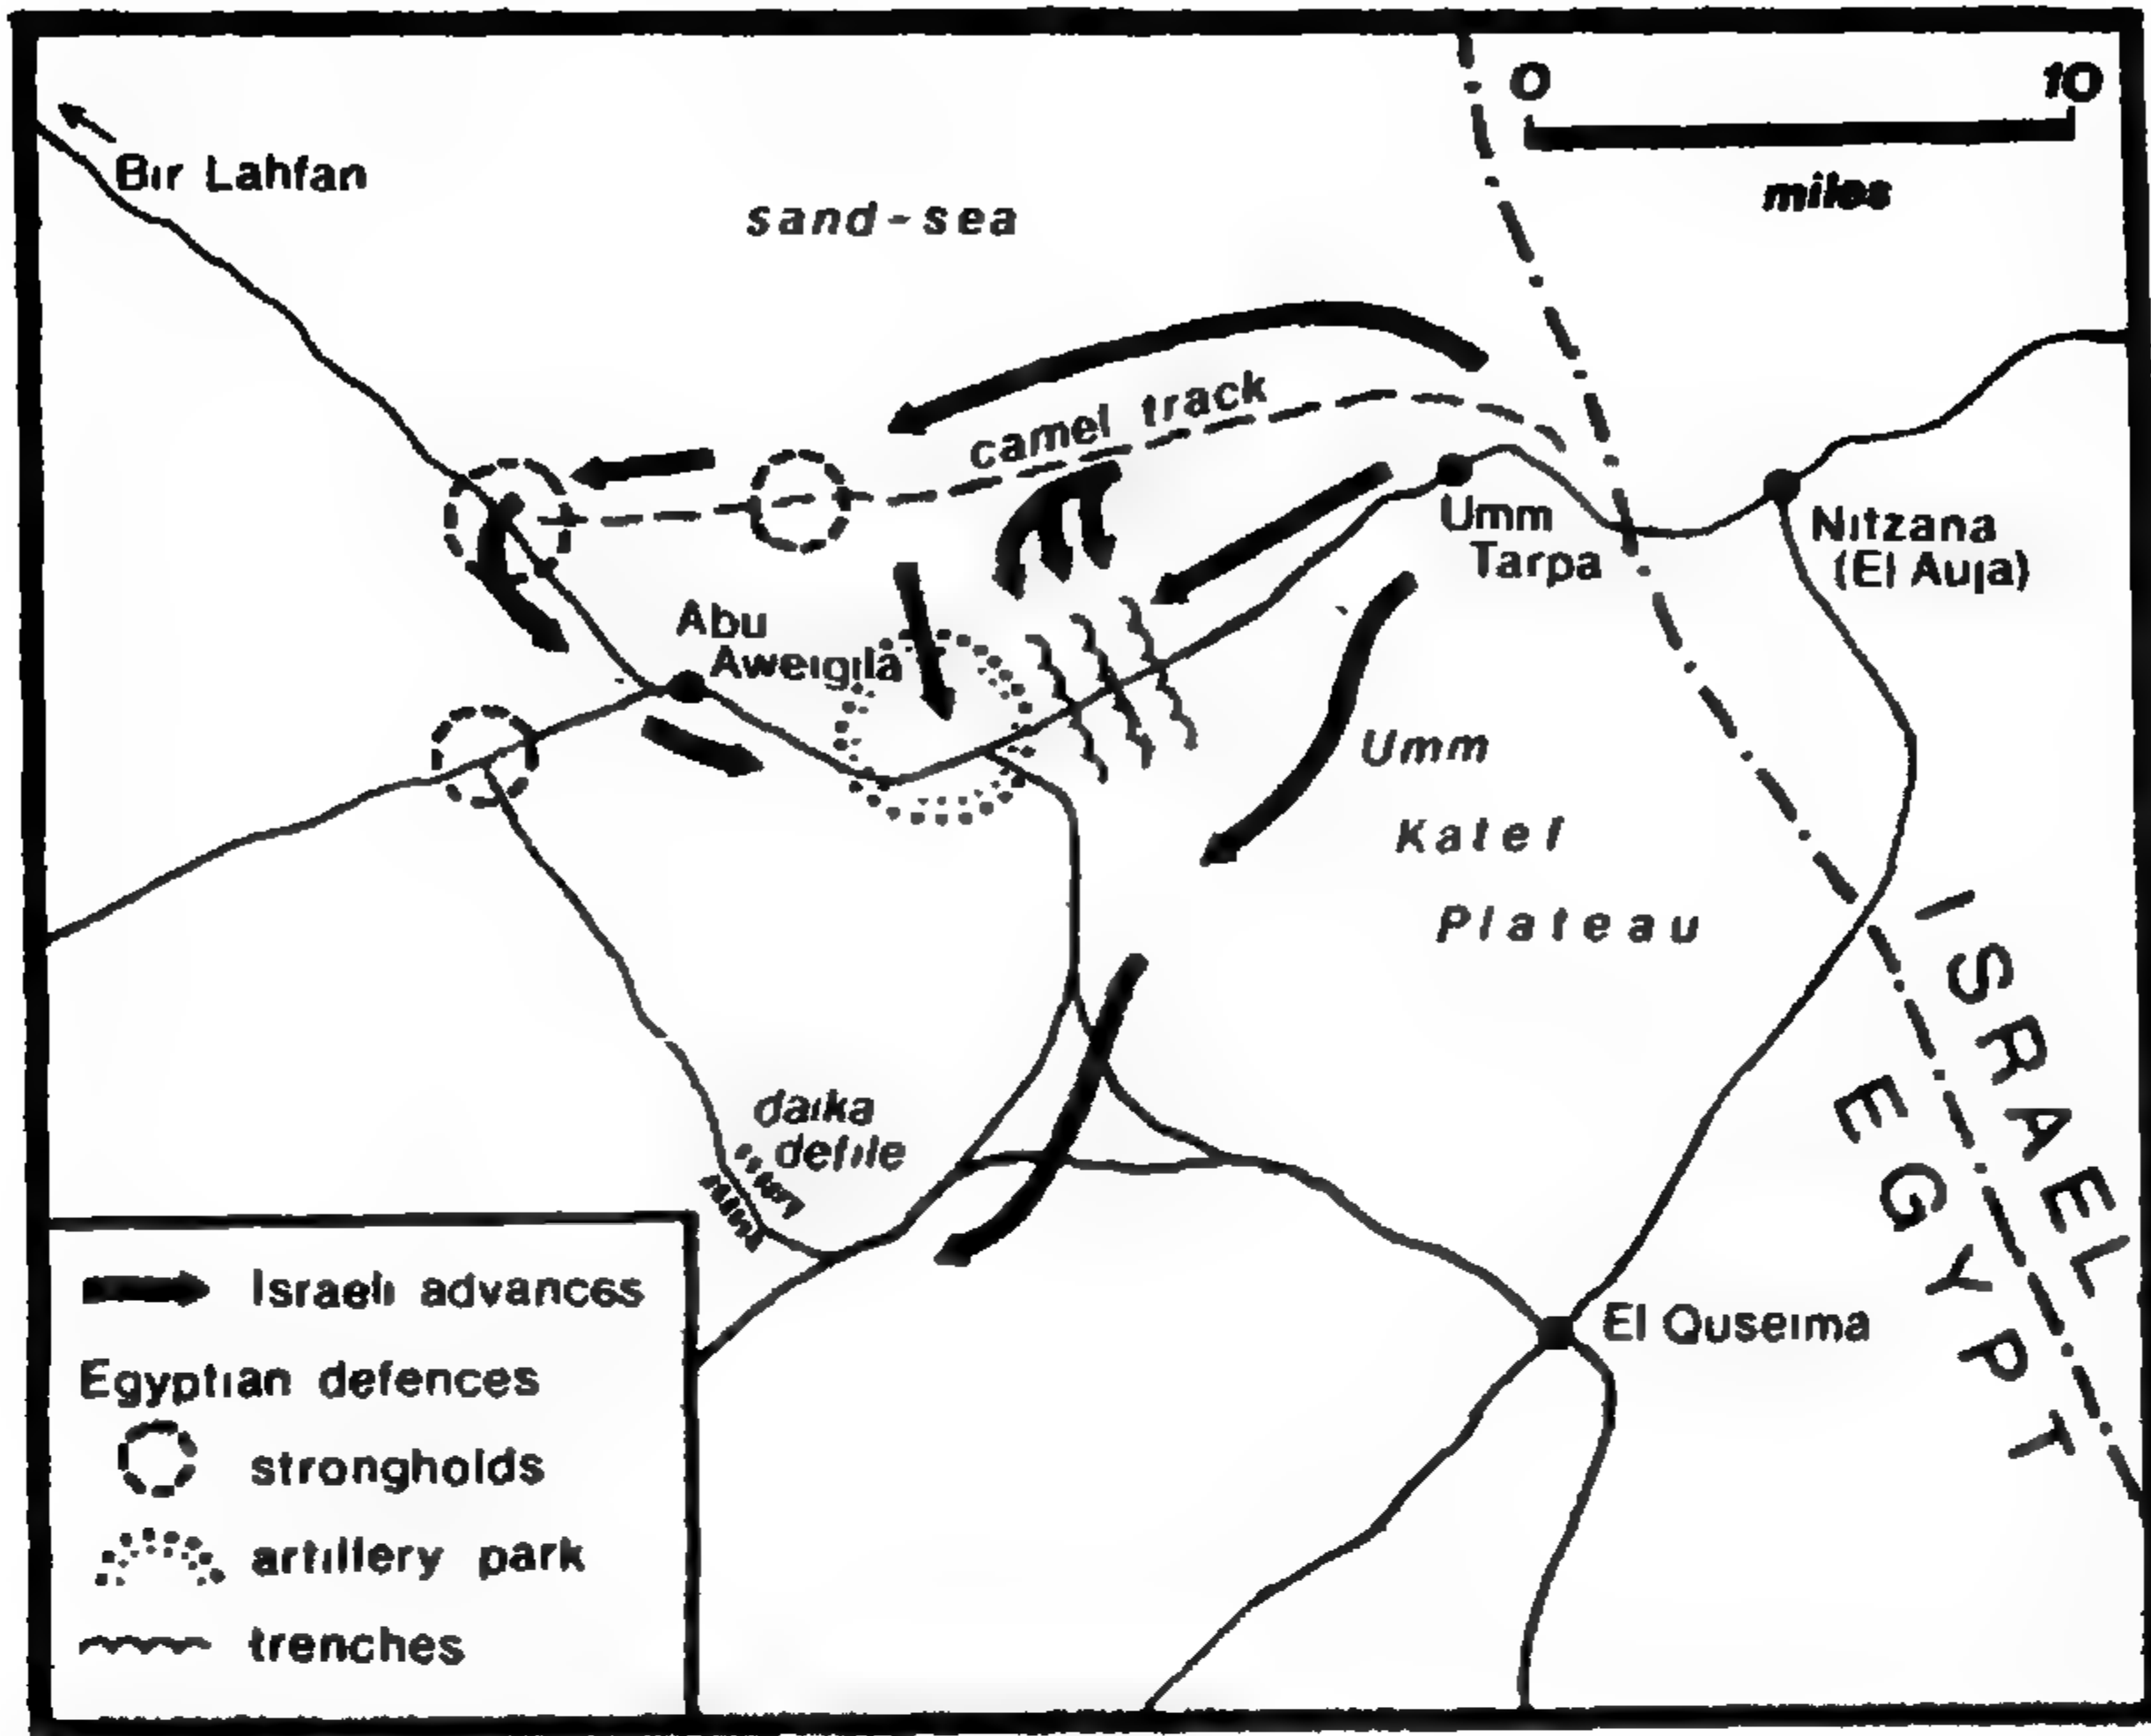 0 10
miles
Bir Lahfan
sand-sea
camel track
Umm
Tarpa
Nitzana
(El Auja)
Abu
Aweigila
Umm
Katef
Plateau
ISRAEL
EGYPT
daika
defile
El Quseima
Israeli advances
Egyptian defences
strongholds
artillery park
trenches